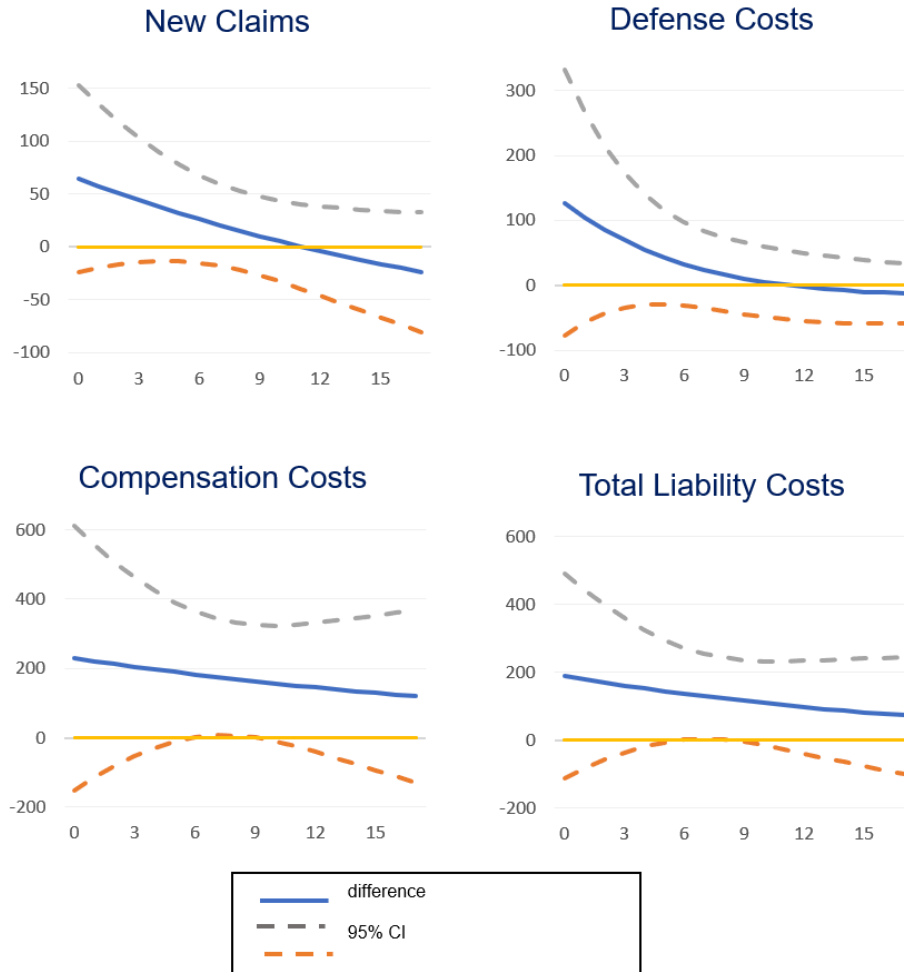 New Claims
150
100
50
0
-50
-100
0 3 6 9 12 15
Defense Costs
300
200
100
0
-100
0 3 6 9 12 15
Compensation Costs
600
400
200
0
-200
0 3 6 9 12 15
Total Liability Costs
600
400
200
0
-200
0 3 6 9 12 15
difference
95% CI